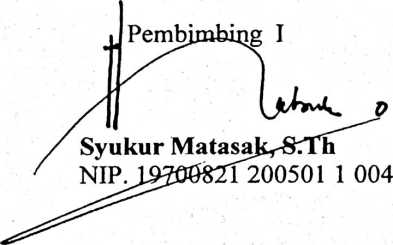 Pembimbing I
Syukur Matasak, S.Th
NIP. 19700821 200501 1 004